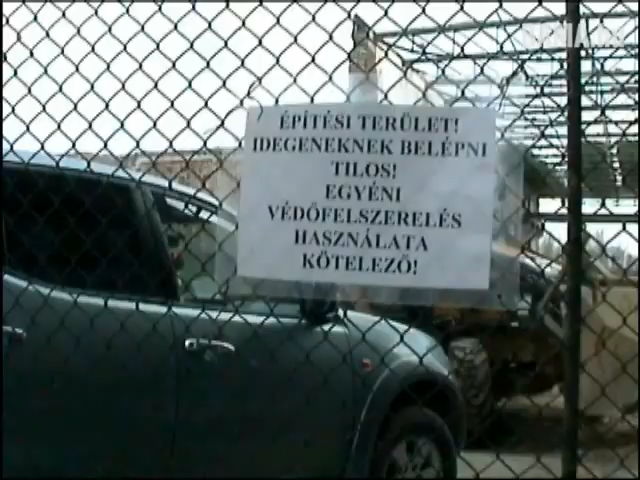 ÉPÍTÉSI TERÜLET!
IDEGENEKNEK BELÉPNI
TILOS!
EGYÉNI
VÉDŐFELSZERELÉS
HASZNÁLATA
KÖTELEZŐ!